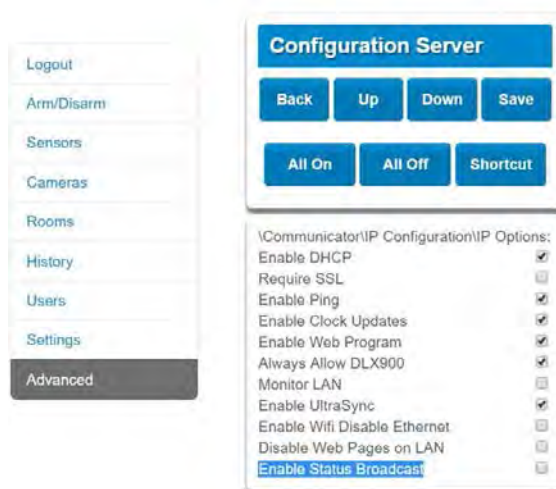 Logout
Arm/Disarm
Sensors
Cameras
Rooms
History
Users
Settings
Advanced
Configuration Server
Back Up Down Save
All On All Off Shortcut
\Communicator\IP Configuration\IP Options:
Enable DHCP
Require SSL
Enable Ping
Enable Clock Updates
Enable Web Program
Always Allow DLX900
Monitor LAN
Enable UltraSync
Enable Wifi Disable Ethernet
Disable Web Pages on LAN
Enable Status Broadcast